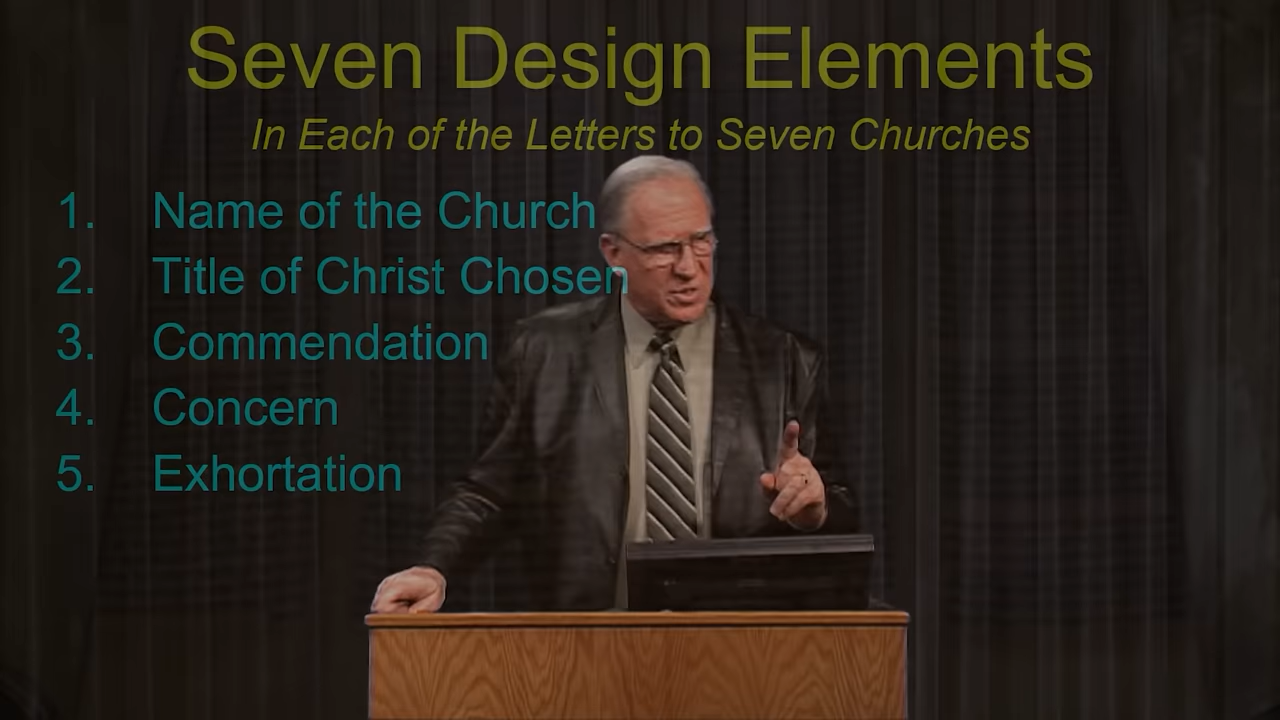 Seven Design Elements
In Each of the Letters to Seven Churches
1. Name of the Church
2. Title of Christ Chosen
3. Commendation
4. Concern
5. Exhortation